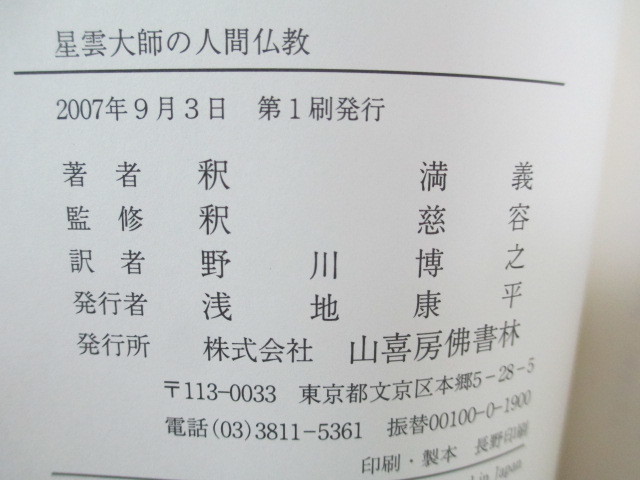 星雲大師の人間仏教
2007年9月3日 第1刷発行
著者 釈 満 義
監修 釈 慈 容
訳者 野 川 博 之
発行者 浅 地 康 平
発行所 株式会社 山喜房佛書林
〒113-0033 東京都文京区本郷5-28-5
電話(03)3811-5361 振替00100-0-1900
印刷・製本 長野印刷
in Japan